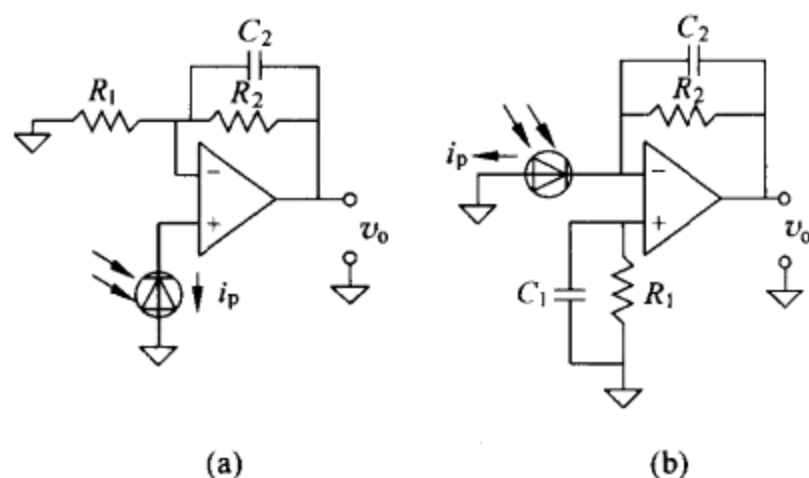 C₂
R₁
R₂
−
+
iₚ
vₒ
(a)
C₂
R₂
iₚ
−
+
vₒ
C₁
R₁
(b)